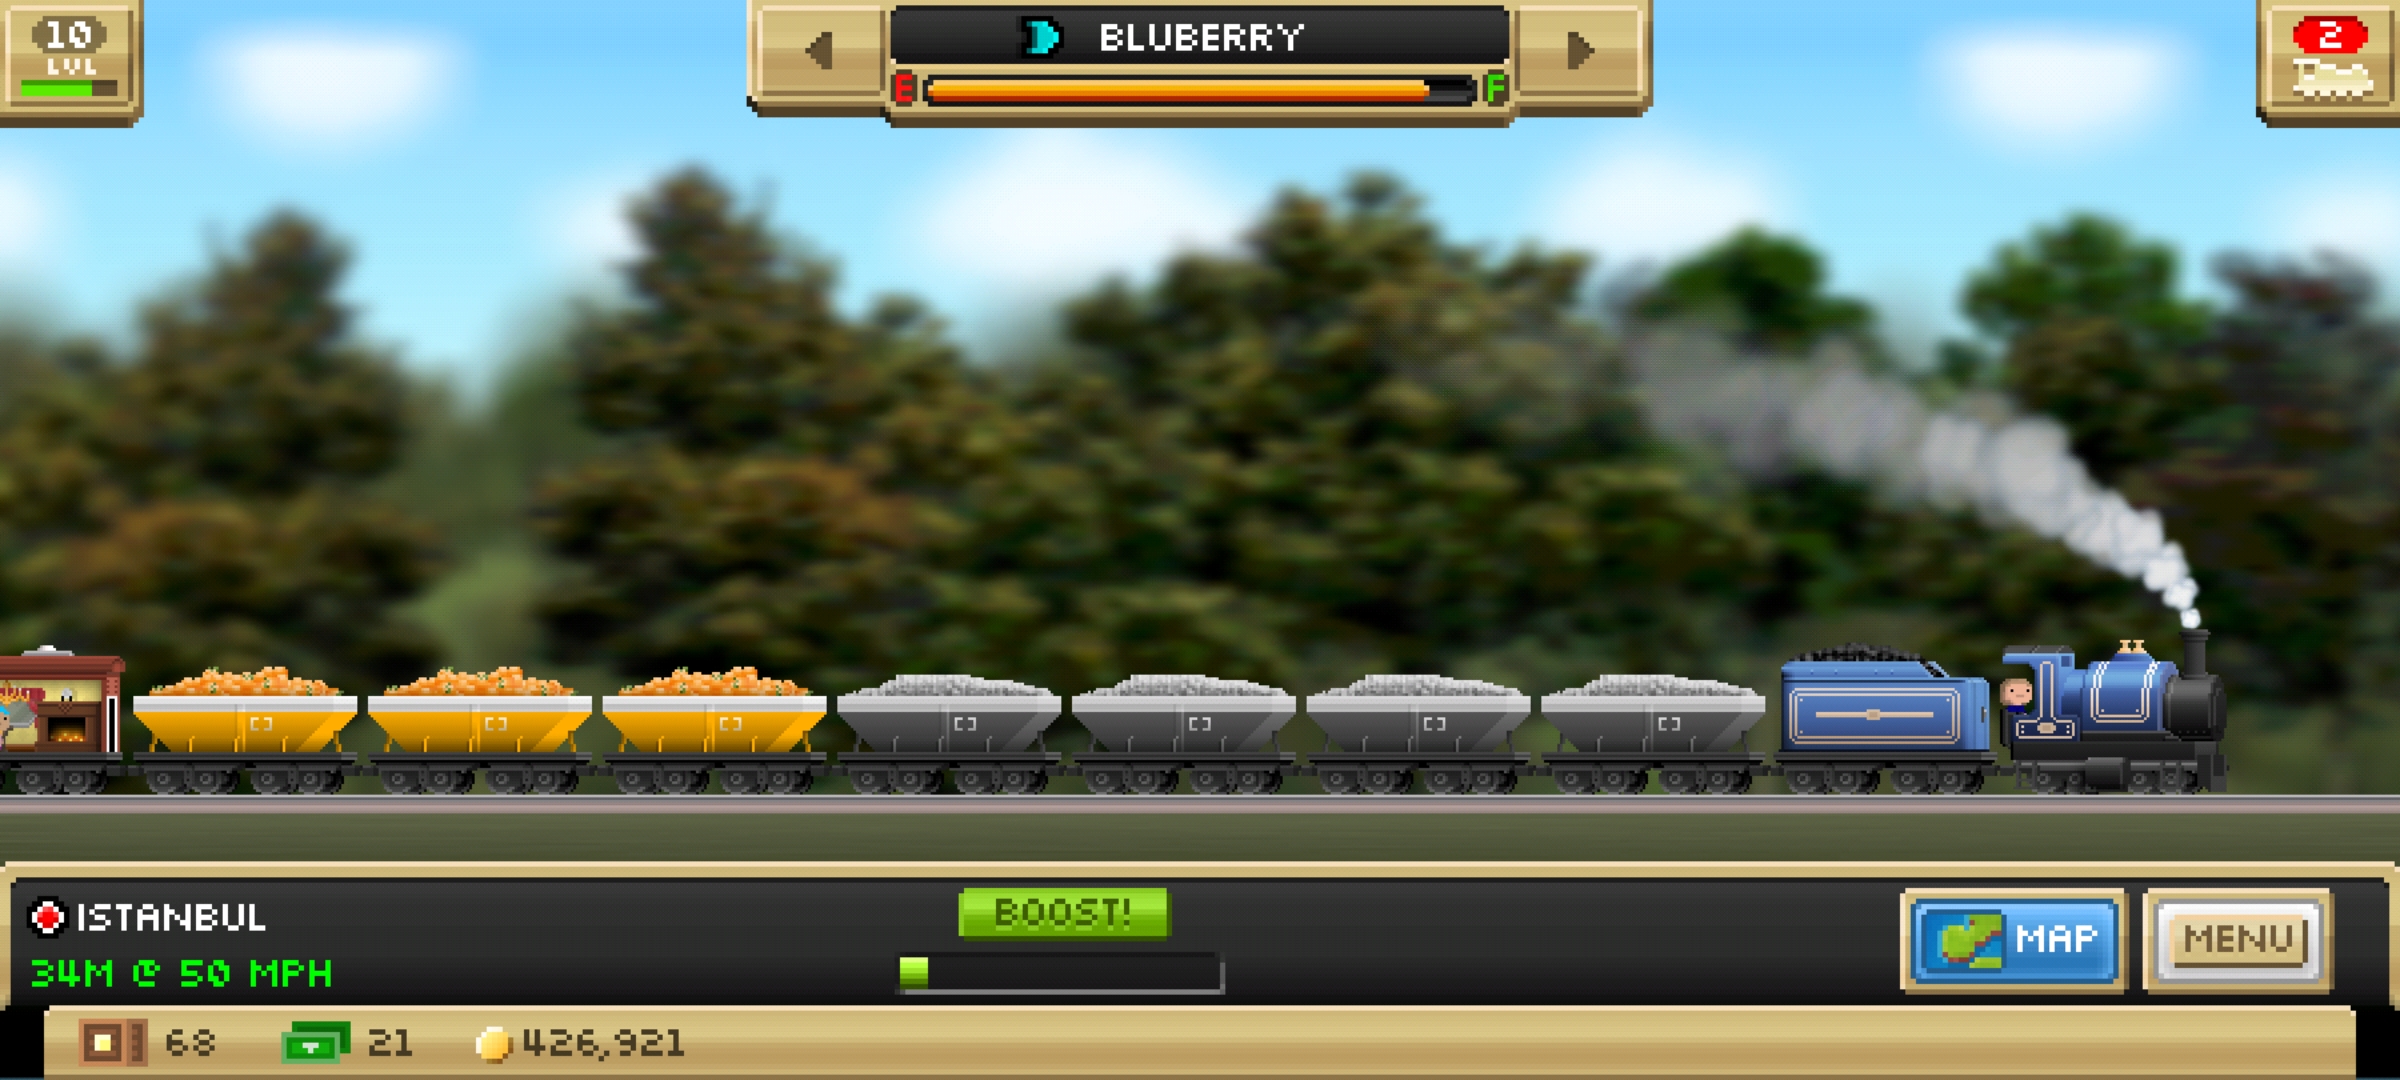 10
LVL
BLUBERRY
E F
2
ISTANBUL
34M @ 50 MPH
BOOST!
MAP
MENU
68
21
426,921